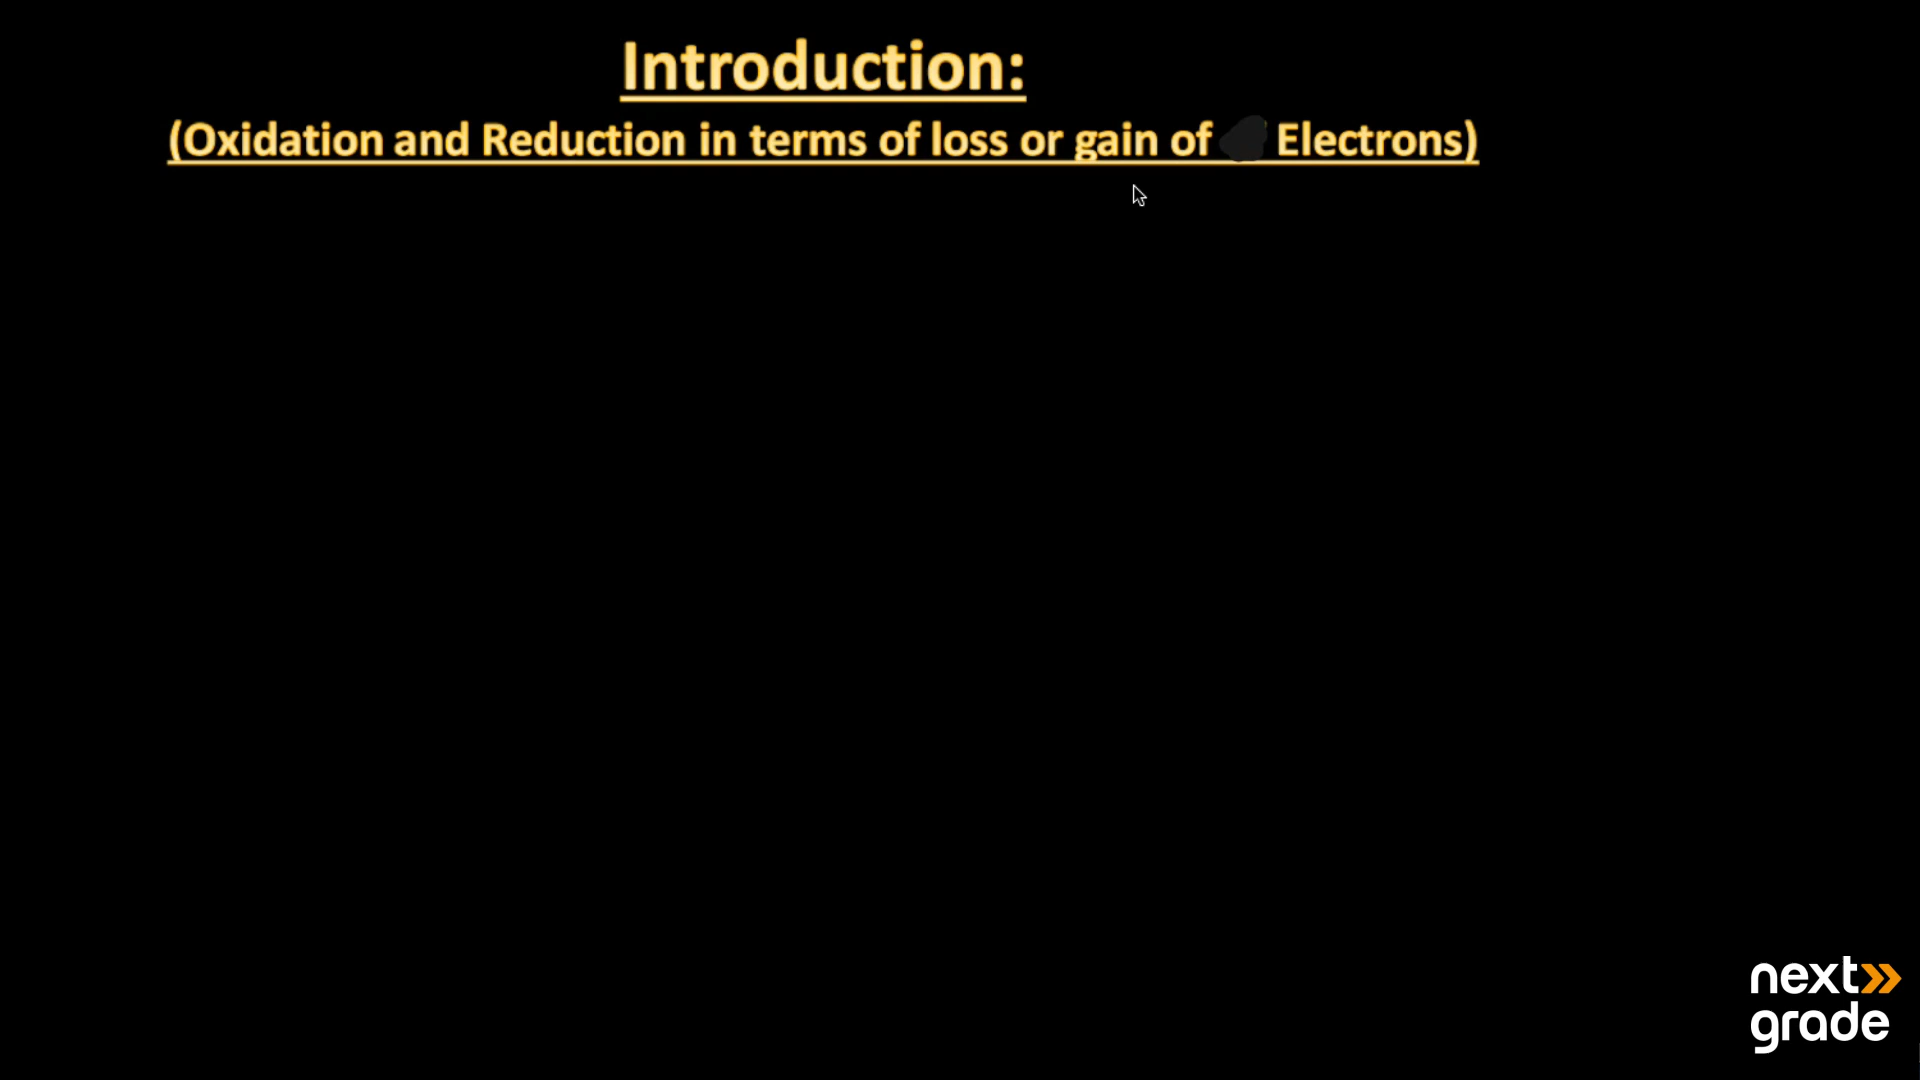 Introduction:
(Oxidation and Reduction in terms of loss or gain of Electrons)
next
grade